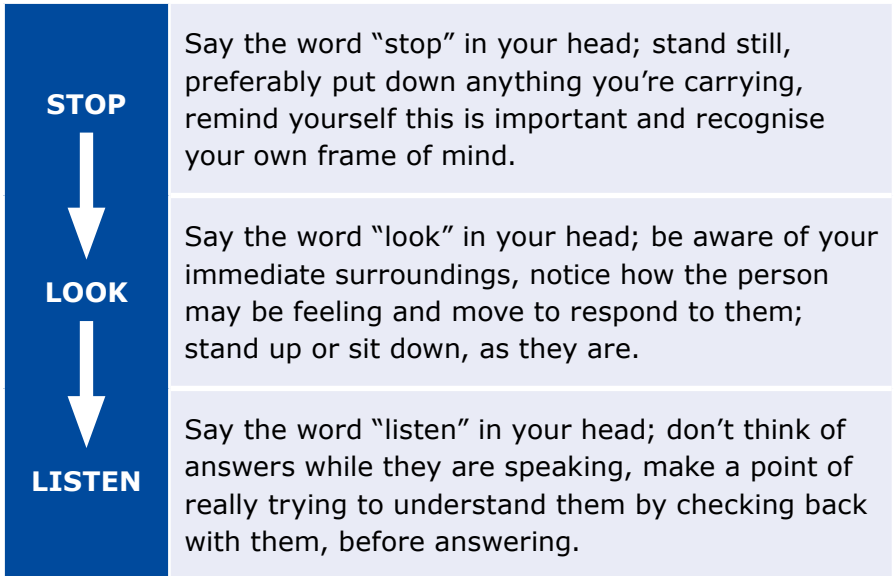 STOP
Say the word “stop” in your head; stand still,
preferably put down anything you’re carrying,
remind yourself this is important and recognise
your own frame of mind.
LOOK
Say the word “look” in your head; be aware of your
immediate surroundings, notice how the person
may be feeling and move to respond to them;
stand up or sit down, as they are.
LISTEN
Say the word “listen” in your head; don’t think of
answers while they are speaking, make a point of
really trying to understand them by checking back
with them, before answering.